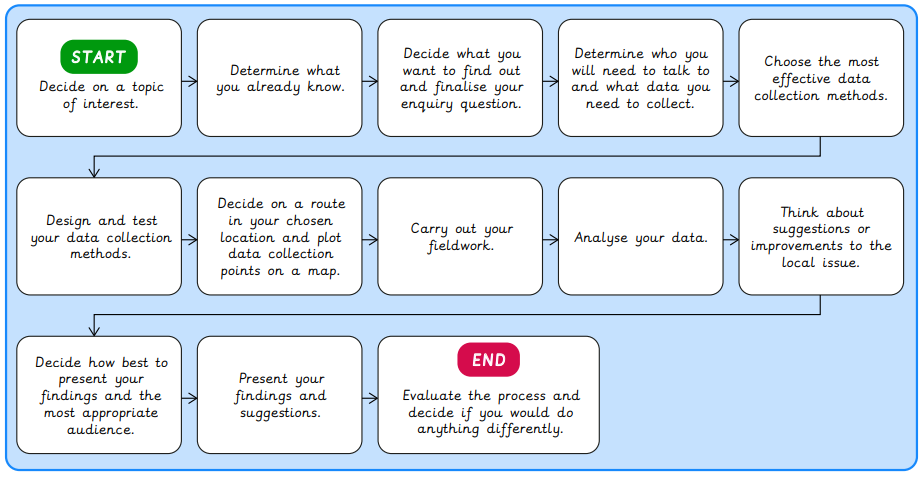 START
Decide on a topic
of interest.
Determine what
you already know.
Decide what you
want to find out
and finalise your
enquiry question.
Determine who you
will need to talk to
and what data you
need to collect.
Choose the most
effective data
collection methods.
Design and test
your data collection
methods.
Decide on a route
in your chosen
location and plot
data collection
points on a map.
Carry out your
fieldwork.
Analyse your data.
Think about
suggestions or
improvements to the
local issue.
Decide how best to
present your
findings and the
most appropriate
audience.
Present your
findings and
suggestions.
END
Evaluate the process and
decide if you would do
anything differently.